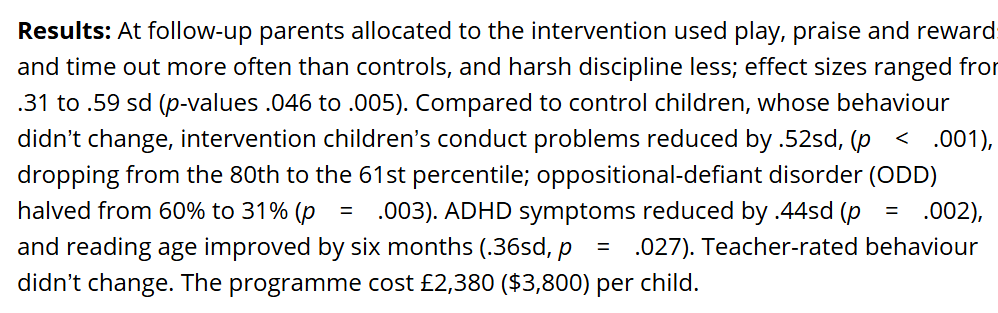 Results: At follow-up parents allocated to the intervention used play, praise and reward
and time out more often than controls, and harsh discipline less; effect sizes ranged
.31 to .59 sd (p-values .046 to .005). Compared to control children, whose behaviour
didn’t change, intervention children’s conduct problems reduced by .52sd, (p < .001),
dropping from the 80th to the 61st percentile; oppositional-defiant disorder (ODD)
halved from 60% to 31% (p = .003). ADHD symptoms reduced by .44sd (p = .002),
and reading age improved by six months (.36sd, p = .027). Teacher-rated behaviour
didn’t change. The programme cost £2,380 ($3,800) per child.